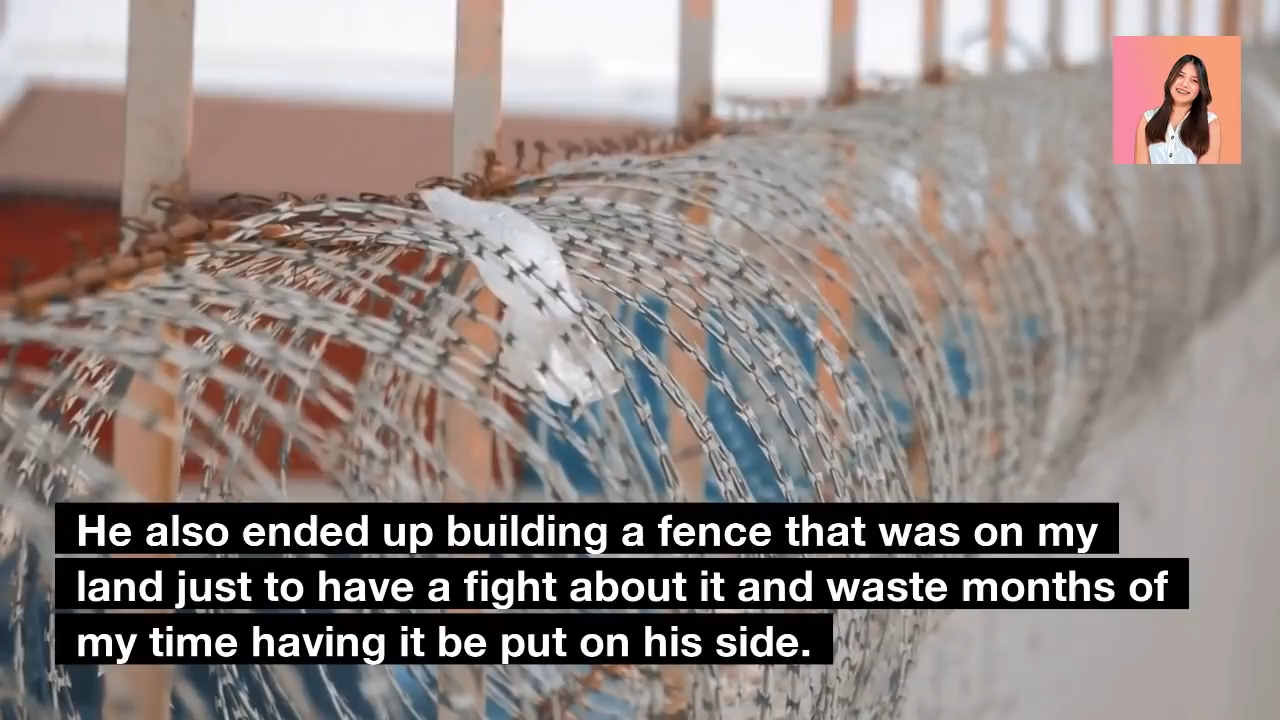 He also ended up building a fence that was on my
land just to have a fight about it and waste months of
my time having it be put on his side.